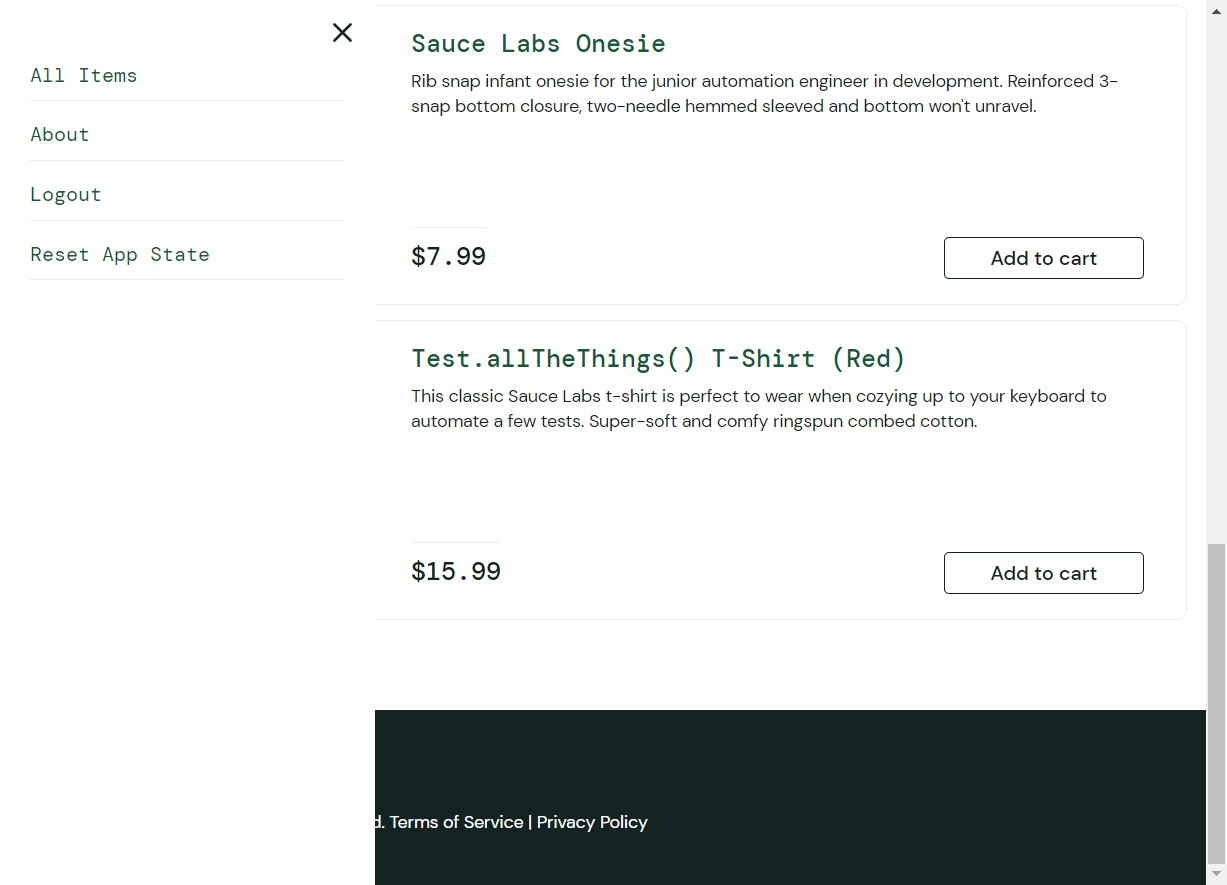 All Items
About
Logout
Reset App State
Sauce Labs Onesie
Rib snap infant onesie for the junior automation engineer in development. Reinforced 3-
snap bottom closure, two-needle hemmed sleeved and bottom won't unravel.
$7.99
Add to cart
Test.allTheThings() T-Shirt (Red)
This classic Sauce Labs t-shirt is perfect to wear when cozying up to your keyboard to
automate a few tests. Super-soft and comfy ringspun combed cotton.
$15.99
Add to cart
d. Terms of Service | Privacy Policy